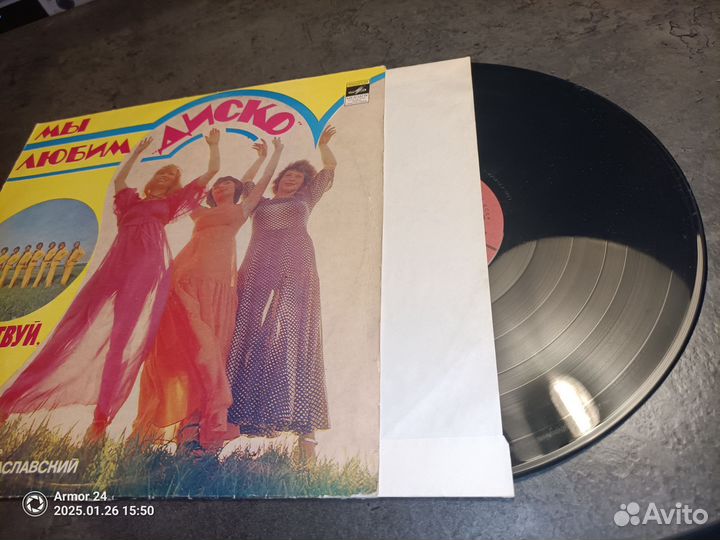 МЫ
ЛЮБИМ
"ДИСКО"
ТВУЙ,
АСЛАВСКИЙ
Armor 24
2025.01.26 15:50
Avito